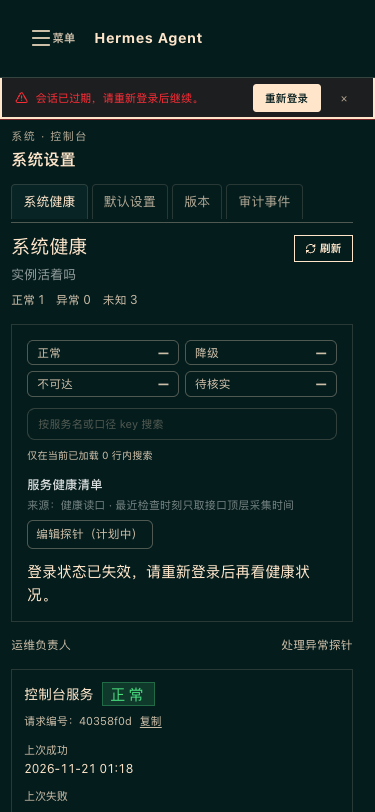 菜单 Hermes Agent
会话已过期，请重新登录后继续。 重新登录 ×
系统 · 控制台
系统设置
系统健康 默认设置 版本 审计事件
系统健康 刷新
实例活着吗
正常 1 异常 0 未知 3
正常 — 降级 —
不可达 — 待核实 —
按服务名或口径 key 搜索
仅在当前已加载 0 行内搜索
服务健康清单
来源：健康读口 · 最近检查时刻只取接口顶层采集时间
编辑探针（计划中）
登录状态已失效，请重新登录后再看健康状
况。
运维负责人 处理异常探针
控制台服务 正常
请求编号：40358f0d 复制
上次成功
2026-11-21 01:18
上次失败